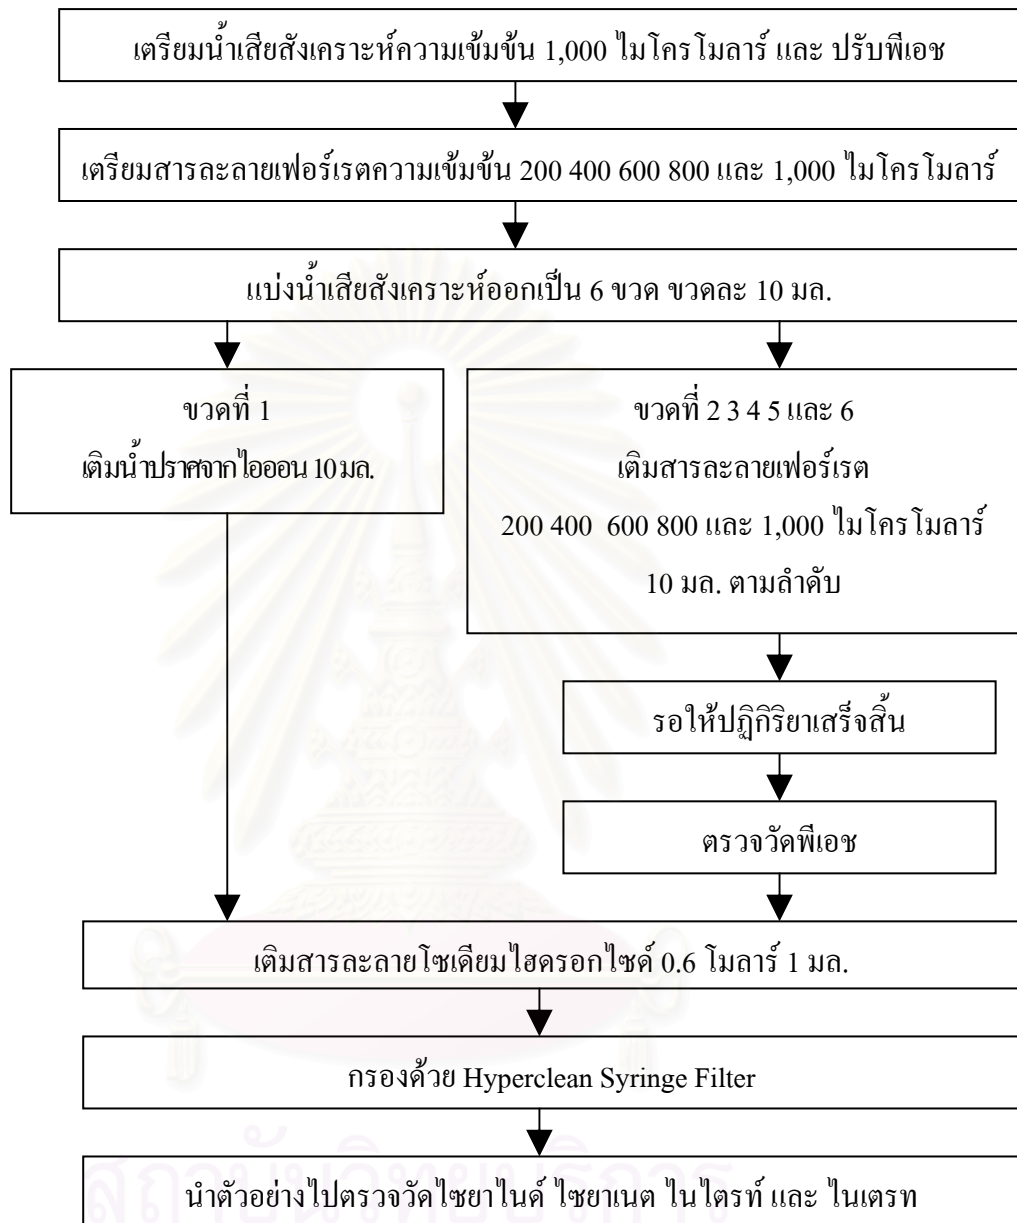 เตรียมน้ำเสียสังเคราะห์ความเข้มข้น 1,000 ไมโครโมลาร์ และ ปรับพีเอช
เตรียมสารละลายเฟอร์เรตความเข้มข้น 200 400 600 800 และ 1,000 ไมโครโมลาร์
แบ่งน้ำเสียสังเคราะห์ออกเป็น 6 ขวด ขวดละ 10 มล.
ขวดที่ 1
เติมน้ำปราศจากไอออน 10 มล.
ขวดที่ 2 3 4 5 และ 6
เติมสารละลายเฟอร์เรต
200 400 600 800 และ 1,000 ไมโครโมลาร์
10 มล. ตามลำดับ
รอให้ปฏิกิริยาเสร็จสิ้น
ตรวจวัดพีเอช
เติมสารละลายโซเดียมไฮดรอกไซด์ 0.6 โมลาร์ 1 มล.
กรองด้วย Hyperclean Syringe Filter
นำตัวอย่างไปตรวจวัดไซยาไนด์ ไซยาเนต ไนไตรท์ และ ไนเตรท
สถาบันวิทยบริการ